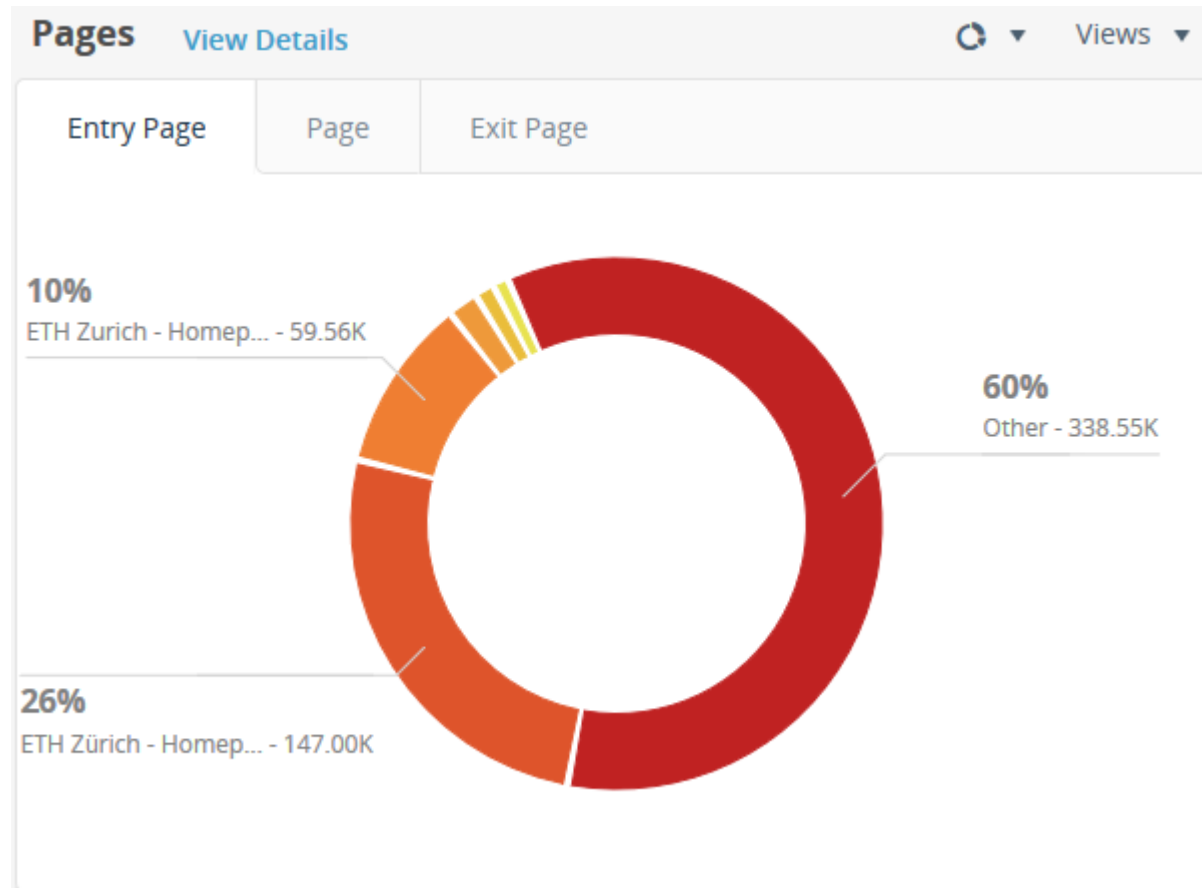 Pages View Details Views
Entry Page Page Exit Page
10%
ETH Zurich - Homep... - 59.56K
60%
Other - 338.55K
26%
ETH Zürich - Homep... - 147.00K